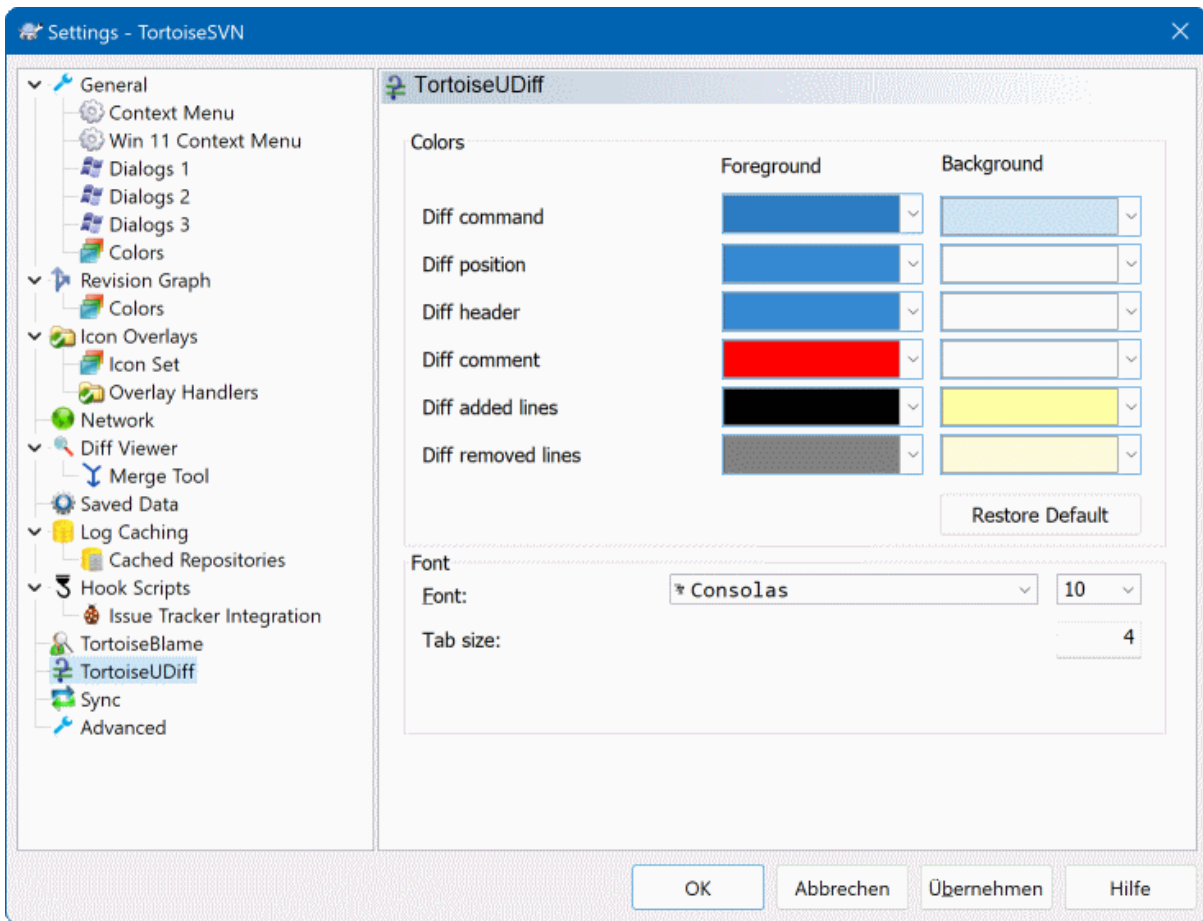 Settings - TortoiseSVN
General
Context Menu
Win 11 Context Menu
Dialogs 1
Dialogs 2
Dialogs 3
Colors
Revision Graph
Colors
Icon Overlays
Icon Set
Overlay Handlers
Network
Diff Viewer
Merge Tool
Saved Data
Log Caching
Cached Repositories
Hook Scripts
Issue Tracker Integration
TortoiseBlame
TortoiseUDiff
Sync
Advanced
TortoiseUDiff
Colors
Foreground Background
Diff command
Diff position
Diff header
Diff comment
Diff added lines
Diff removed lines
Restore Default
Font
Font: Consolas 10
Tab size: 4
OK Abbrechen Übernehmen Hilfe